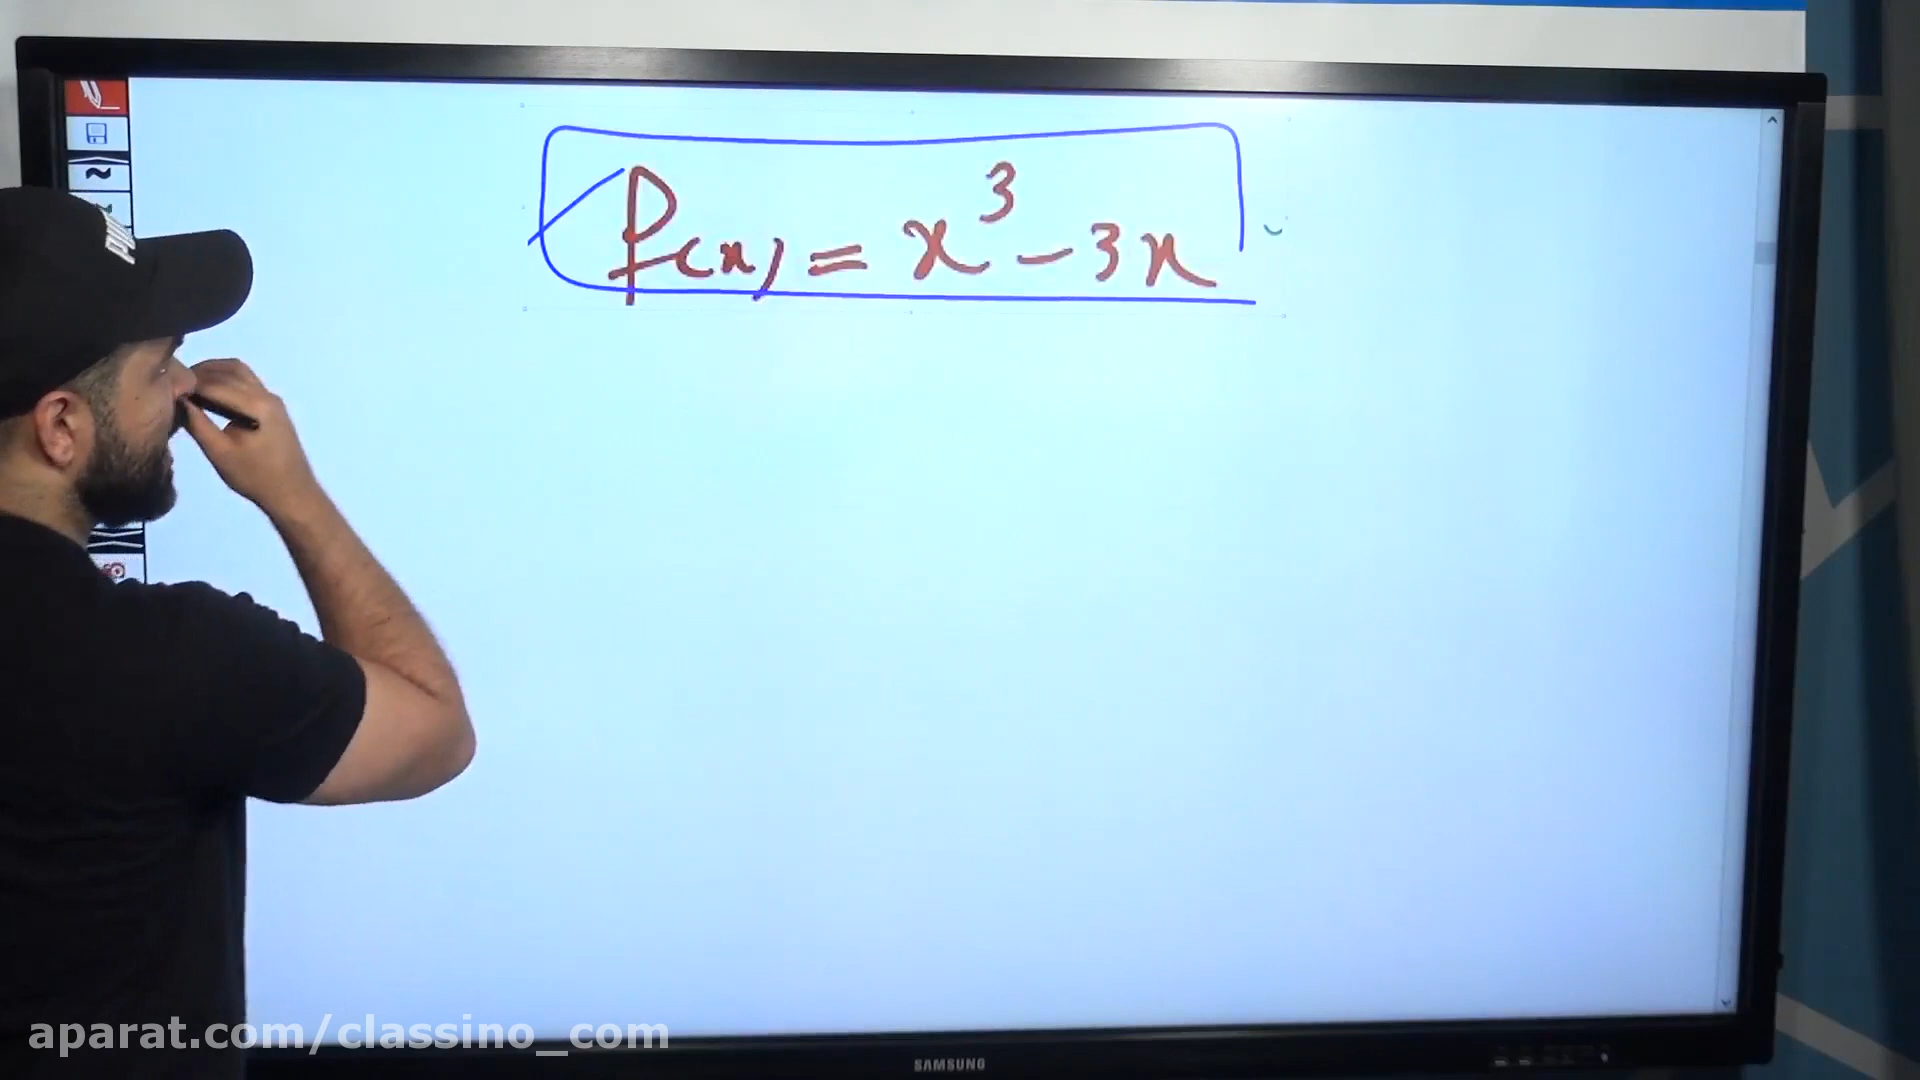 f(x) = x³ - 3x
aparat.com/classino_com
SAMSUNG